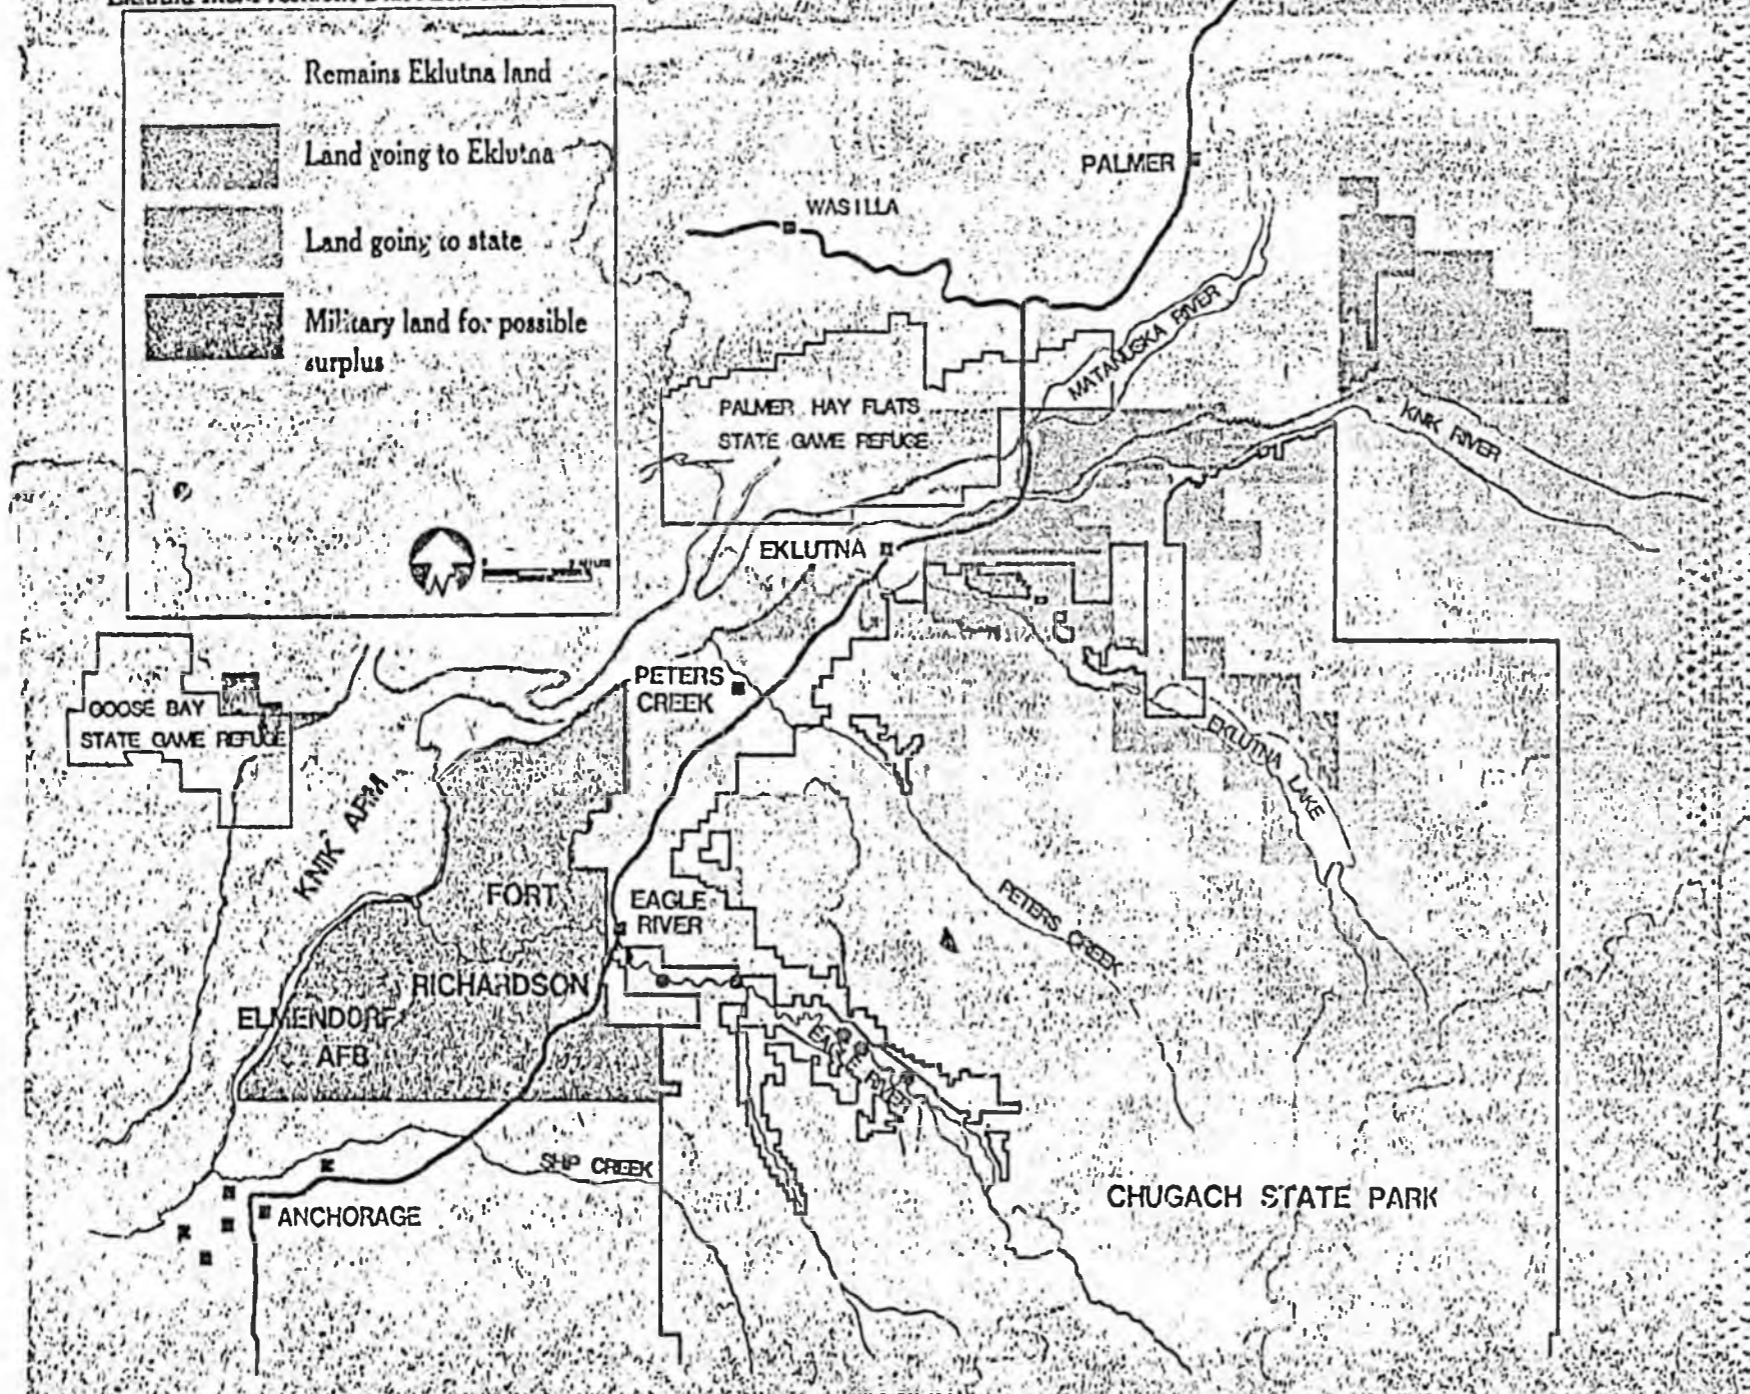 Remains Eklutna land
Land going to Eklutna
Land going to state
Military land for possible
surplus
PALMER
WASILLA
MATANUSKA RIVER
PALMER HAY FLATS
STATE GAME REFUGE
KNIK RIVER
EKLUTNA
PETERS
CREEK
GOOSE BAY
STATE GAME REFUGE
EKLUTNA LAKE
KNIK ARM
FORT
RICHARDSON
EAGLE
RIVER
PETERS CREEK
ELMENDORF
AFB
EAGLE RIVER
SHIP CREEK
CHUGACH STATE PARK
ANCHORAGE